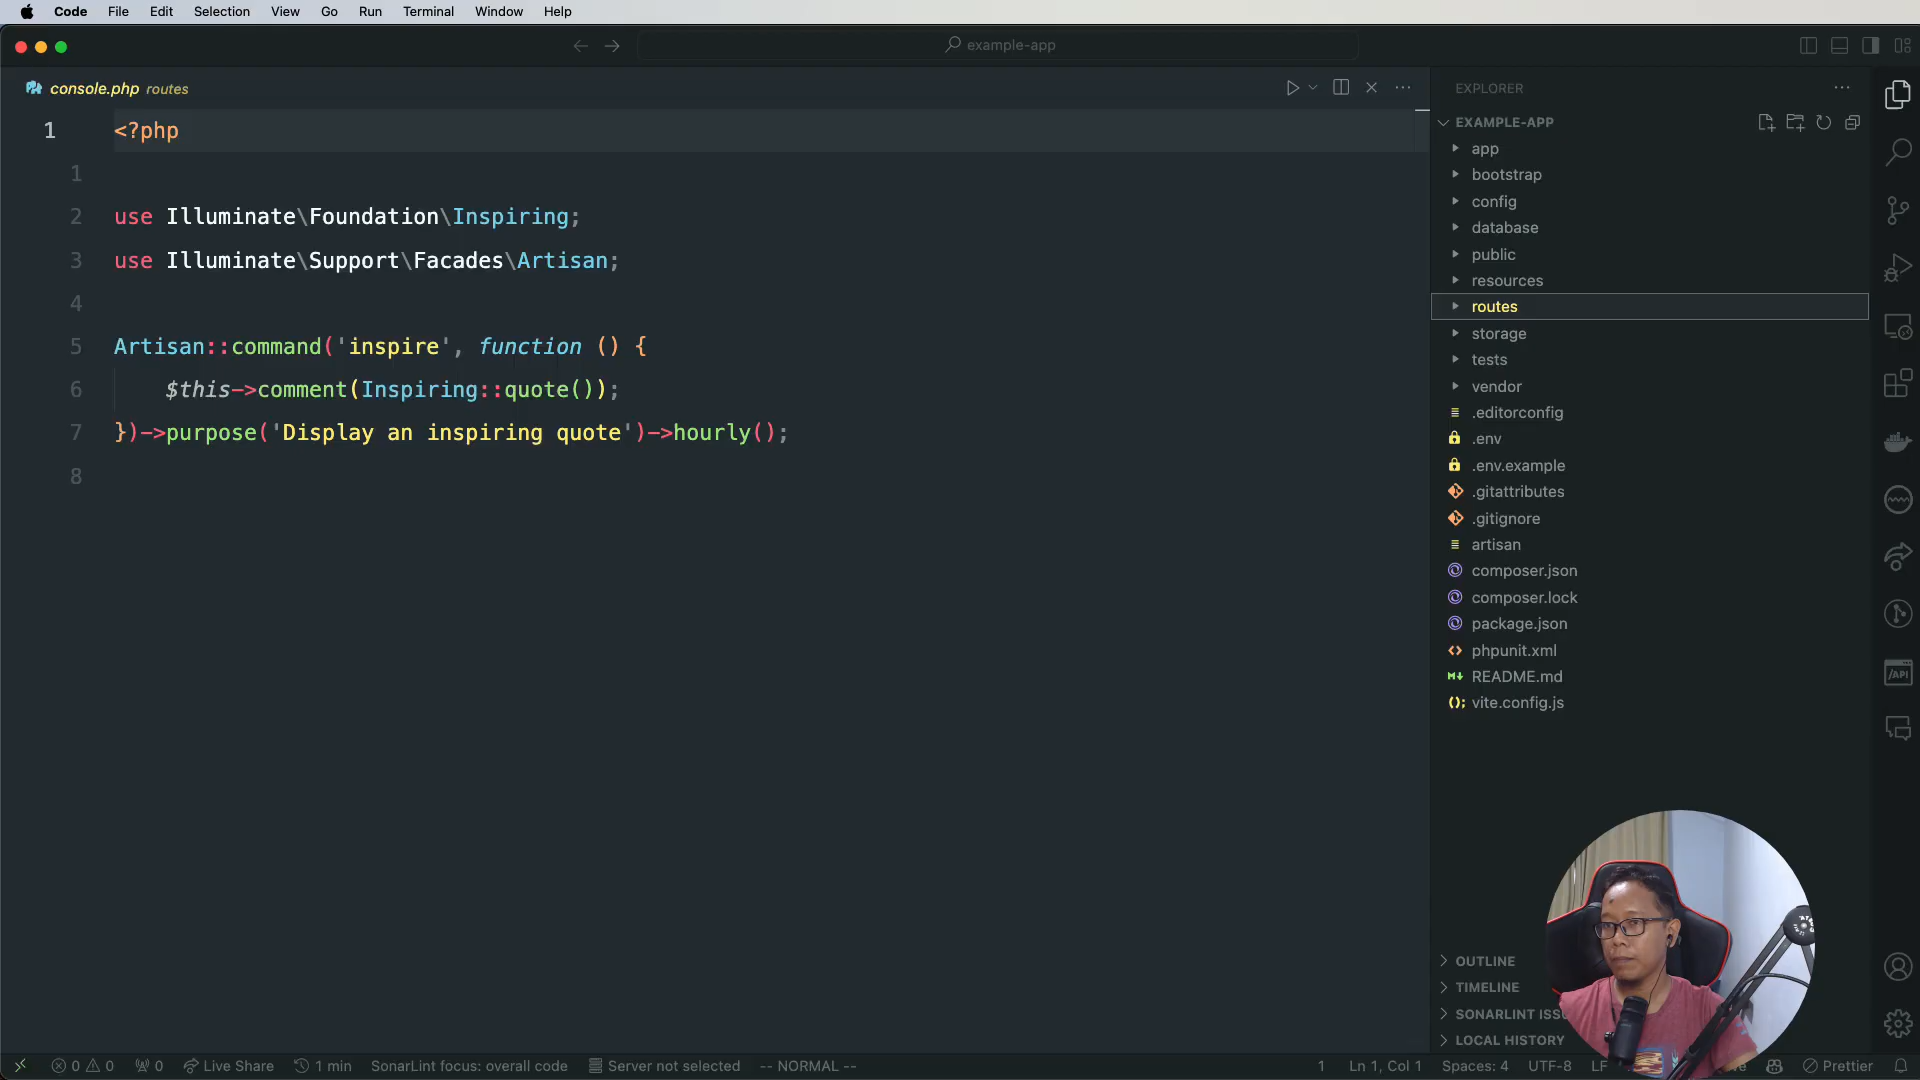 Code File Edit Selection View Go Run Terminal Window Help
example-app
console.php routes
EXPLORER
EXAMPLE-APP
1 <?php
1
2 use Illuminate\Foundation\Inspiring;
3 use Illuminate\Support\Facades\Artisan;
4
5 Artisan::command('inspire', function () {
6 $this->comment(Inspiring::quote());
7 })->purpose('Display an inspiring quote')->hourly();
8
app
bootstrap
config
database
public
resources
routes
storage
tests
vendor
.editorconfig
.env
.env.example
.gitattributes
.gitignore
artisan
composer.json
composer.lock
package.json
phpunit.xml
README.md
vite.config.js
/API
OUTLINE
TIMELINE
SONARLINT
LOCAL HISTORY
0 0 0 Live Share 1 min SonarLint focus: overall code Server not selected -- NORMAL -- 1 Ln 1, Col 1 Spaces: 4 UTF-8 LF Prettier